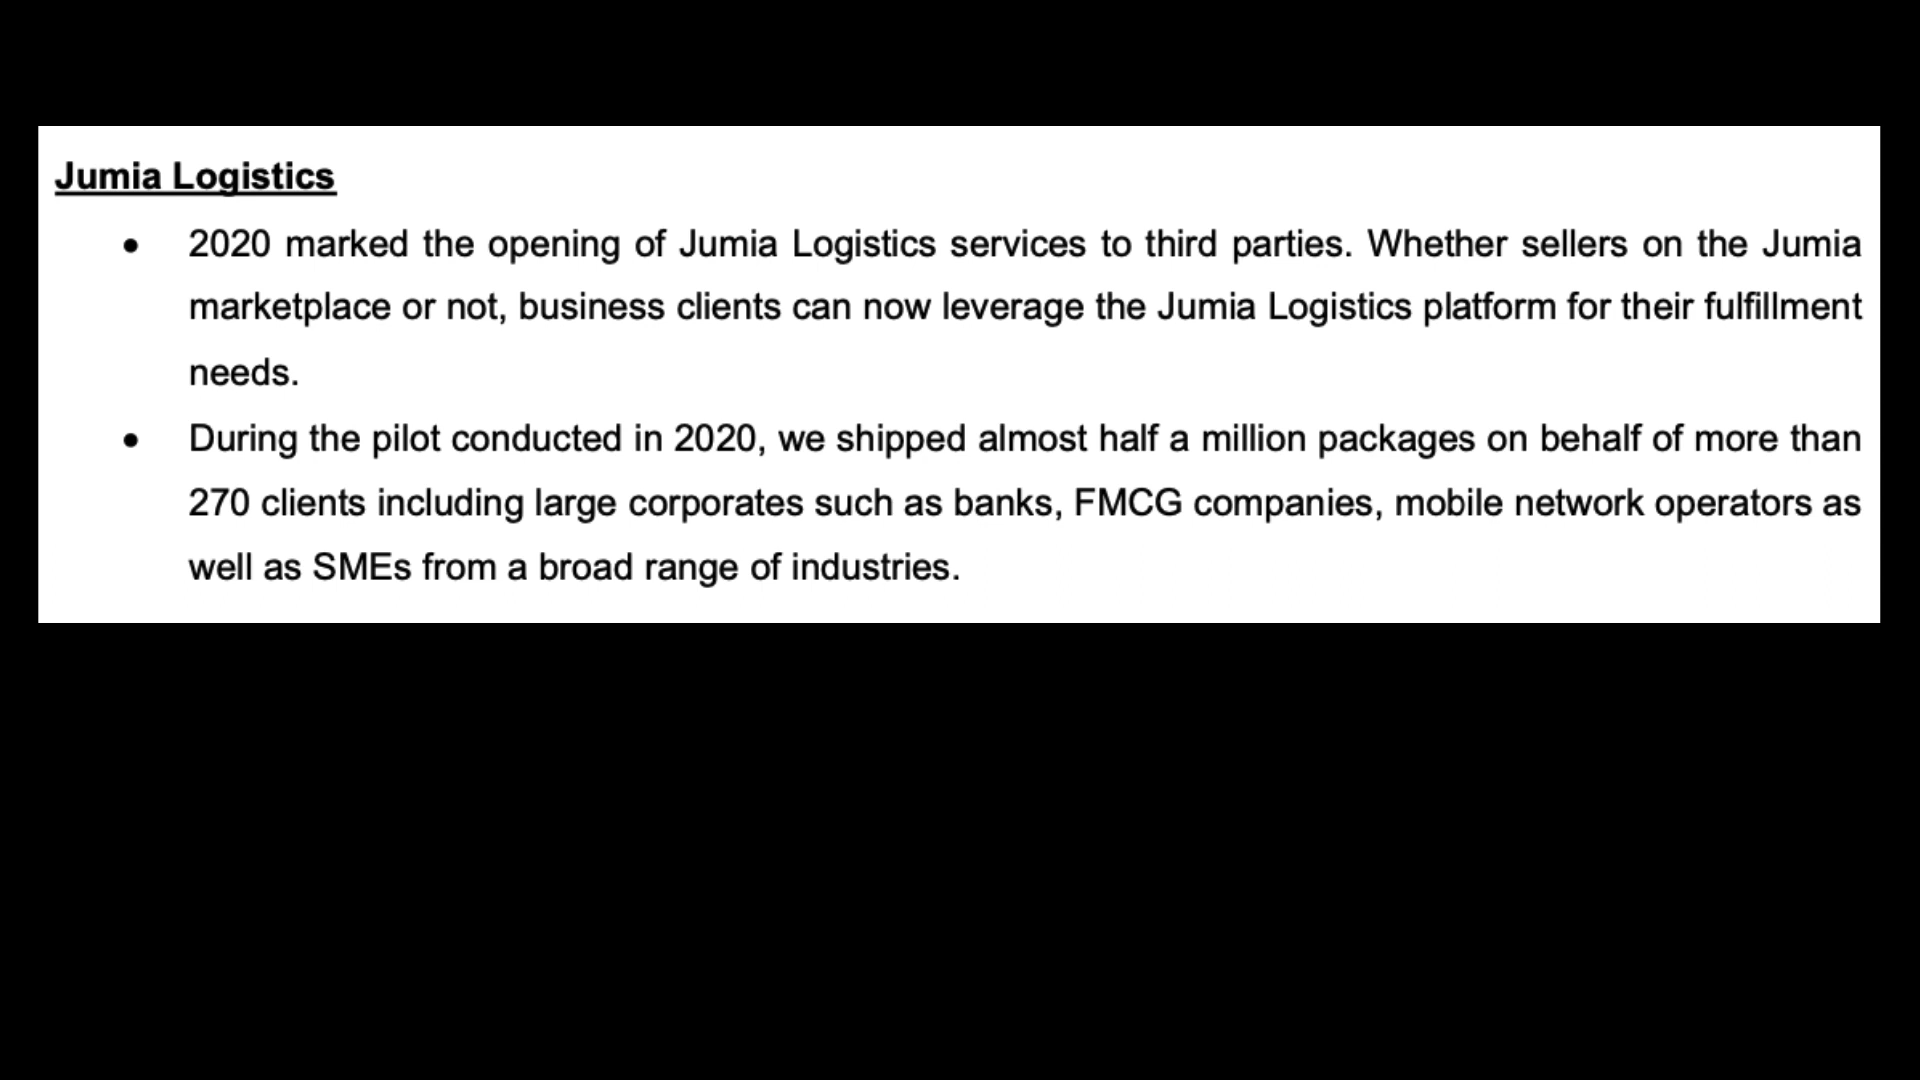 Jumia Logistics
• 2020 marked the opening of Jumia Logistics services to third parties. Whether sellers on the Jumia
marketplace or not, business clients can now leverage the Jumia Logistics platform for their fulfillment
needs.
• During the pilot conducted in 2020, we shipped almost half a million packages on behalf of more than
270 clients including large corporates such as banks, FMCG companies, mobile network operators as
well as SMEs from a broad range of industries.